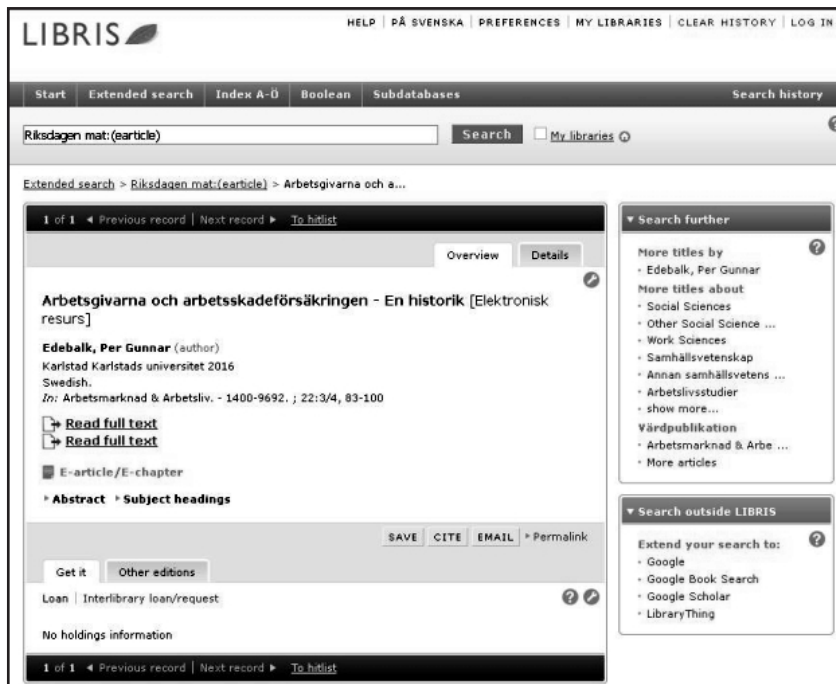 LIBRIS
HELP | PÅ SVENSKA | PREFERENCES | MY LIBRARIES | CLEAR HISTORY | LOG IN
Start | Extended search | Index A-Ö | Boolean | Subdatabases
Search history
Riksdagen mat:(earticle)
Search
My libraries
Extended search > Riksdagen mat:(earticle) > Arbetsgivarna och a...
1 of 1 ◄ Previous record | Next record ► To hitlist
Overview
Details
Arbetsgivarna och arbetsskadeförsäkringen - En historik [Elektronisk
resurs]
Edebalk, Per Gunnar (author)
Karlstad Karlstads universitet 2016
Swedish.
In: Arbetsmarknad & Arbetsliv. - 1400-9692. ; 22:3/4, 83-100
Read full text
Read full text
E-article/E-chapter
Abstract
Subject headings
SAVE
CITE
EMAIL
Permalink
Get it
Other editions
Loan | Interlibrary loan/request
No holdings information
1 of 1 ◄ Previous record | Next record ► To hitlist
Search further
More titles by
Edebalk, Per Gunnar
More titles about
Social Sciences
Other Social Science ...
Work Sciences
Samhällsvetenskap
Annan samhällsvetens ...
Arbetslivsstudier
show more...
Värdpublikation
Arbetsmarknad & Arbe ...
More articles
Search outside LIBRIS
Extend your search to:
Google
Google Book Search
Google Scholar
LibraryThing